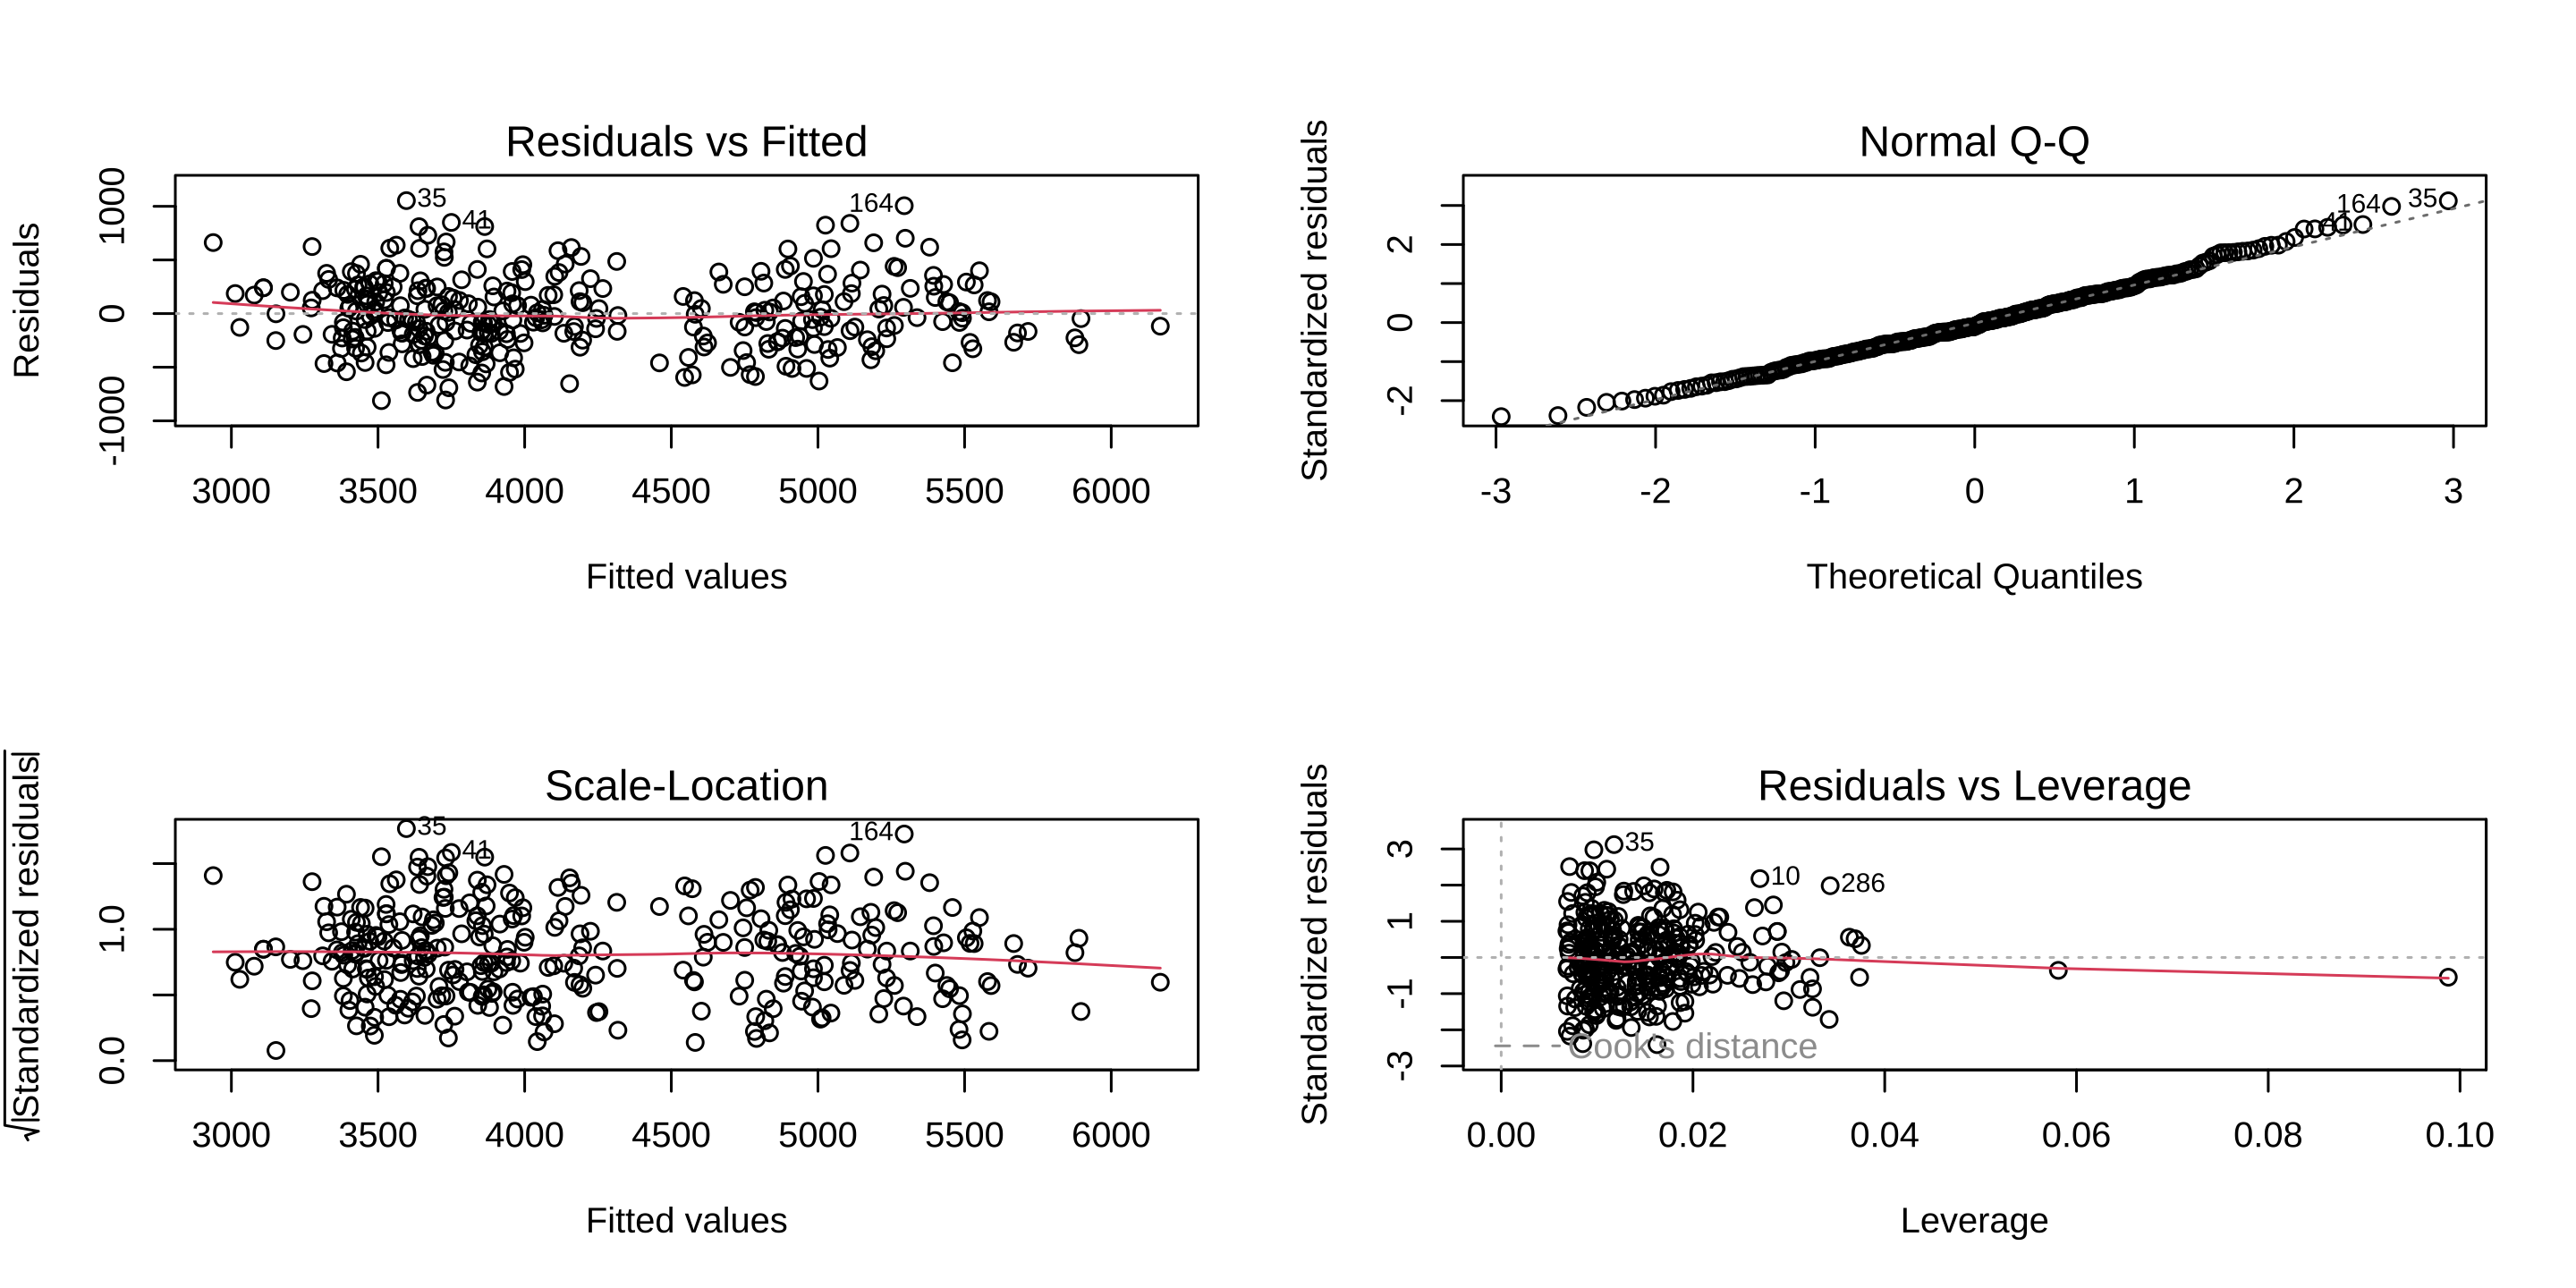 Residuals vs Fitted
Residuals
-1000 0 1000
35
41
164
3000 3500 4000 4500 5000 5500 6000
Fitted values
Normal Q-Q
Standardized residuals
-2 0 2
41
164
35
-3 -2 -1 0 1 2 3
Theoretical Quantiles
Scale-Location
√|Standardized residuals|
0.0 1.0
35
41
164
3000 3500 4000 4500 5000 5500 6000
Fitted values
Residuals vs Leverage
Standardized residuals
-3 -1 1 3
35
10
286
Cook's distance
0.00 0.02 0.04 0.06 0.08 0.10
Leverage